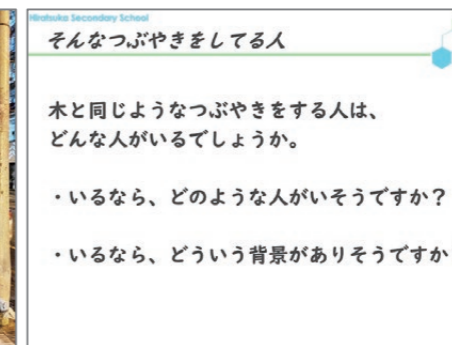 Hiratsuka Secondary School
そんなつぶやきをしてる人
木と同じようなつぶやきをする人は、
どんな人がいるでしょうか。
・いるなら、どのような人がいそうですか？
・いるなら、どういう背景がありそうですか